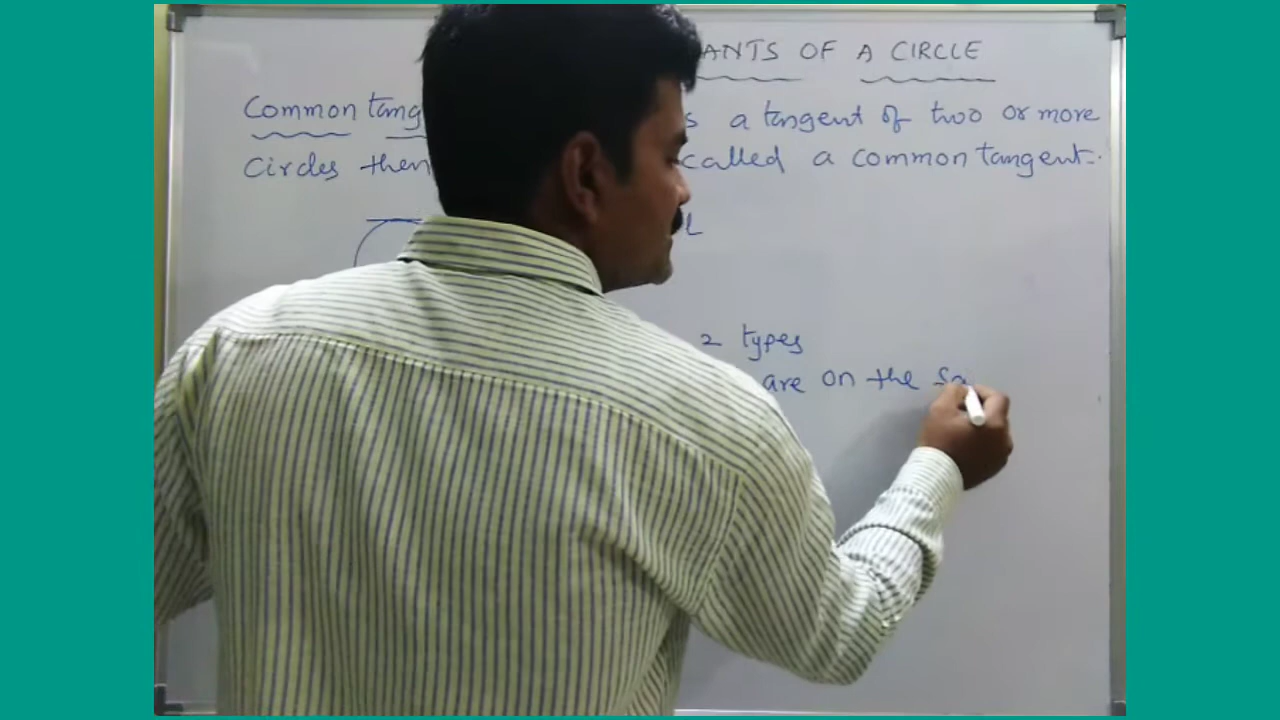 ANTS OF A CIRCLE
Common tang s a tangent of two or more
Circles then called a common tangent.
L
2 types
are on the Sa